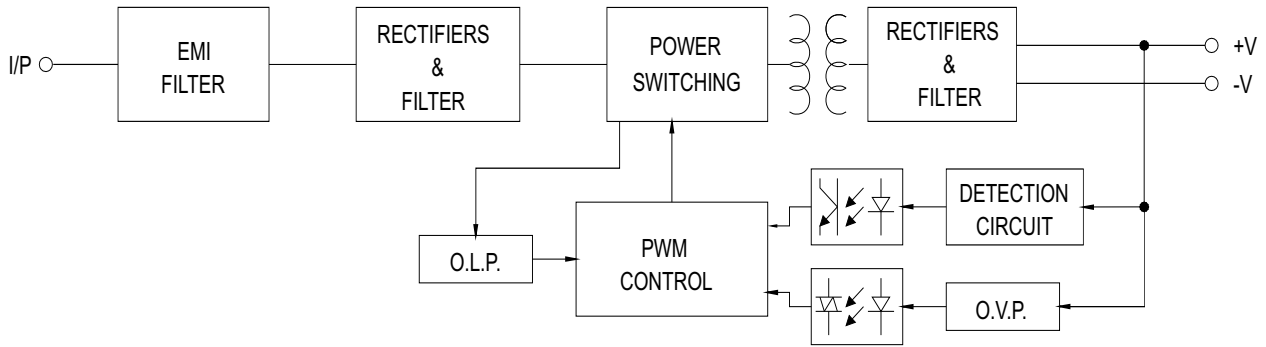 I/P
EMI
FILTER
RECTIFIERS
&
FILTER
POWER
SWITCHING
RECTIFIERS
&
FILTER
+V
-V
DETECTION
CIRCUIT
O.L.P.
PWM
CONTROL
O.V.P.